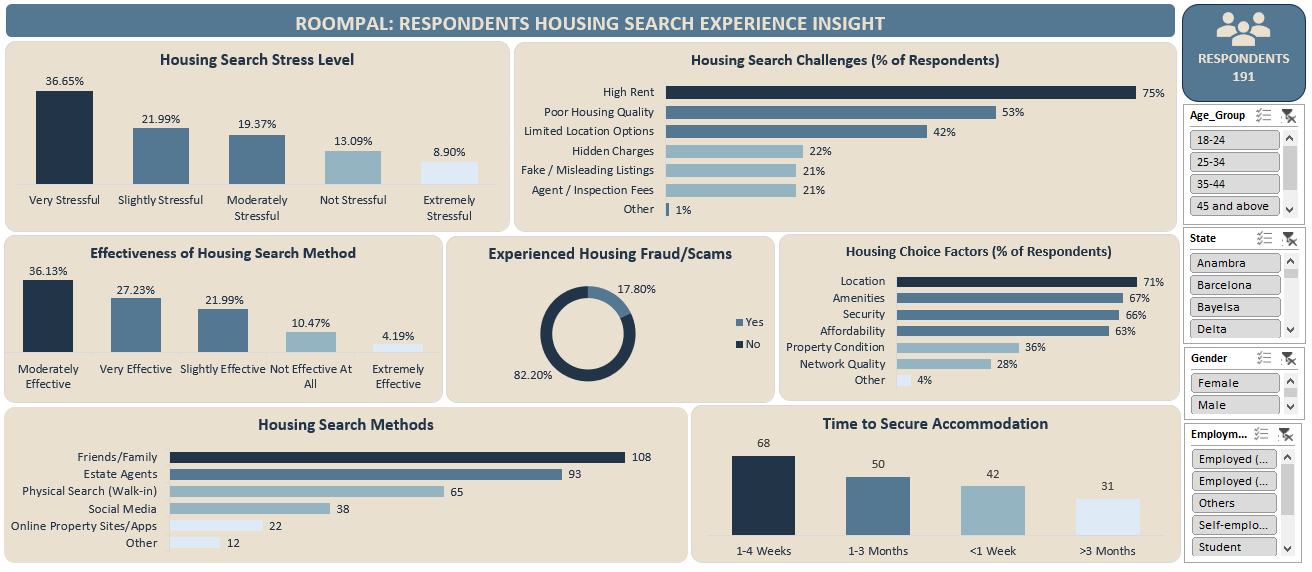 ROOMPAL: RESPONDENTS HOUSING SEARCH EXPERIENCE INSIGHT
RESPONDENTS
191
Housing Search Stress Level
36.65%
21.99%
19.37%
13.09%
8.90%
Very Stressful
Slightly Stressful
Moderately
Stressful
Not Stressful
Extremely
Stressful
Housing Search Challenges (% of Respondents)
High Rent 75%
Poor Housing Quality 53%
Limited Location Options 42%
Hidden Charges 22%
Fake / Misleading Listings 21%
Agent / Inspection Fees 21%
Other 1%
Effectiveness of Housing Search Method
36.13%
27.23%
21.99%
10.47%
4.19%
Moderately
Effective
Very Effective
Slightly Effective
Not Effective At
All
Extremely
Effective
Experienced Housing Fraud/Scams
17.80%
82.20%
Yes
No
Housing Choice Factors (% of Respondents)
Location 71%
Amenities 67%
Security 66%
Affordability 63%
Property Condition 36%
Network Quality 28%
Other 4%
Housing Search Methods
Friends/Family 108
Estate Agents 93
Physical Search (Walk-in) 65
Social Media 38
Online Property Sites/Apps 22
Other 12
Time to Secure Accommodation
68
50
42
31
1-4 Weeks
1-3 Months
<1 Week
>3 Months
Age_Group
18-24
25-34
35-44
45 and above
State
Anambra
Barcelona
Bayelsa
Delta
Gender
Female
Male
Employm...
Employed (...
Employed (...
Others
Self-emplo...
Student